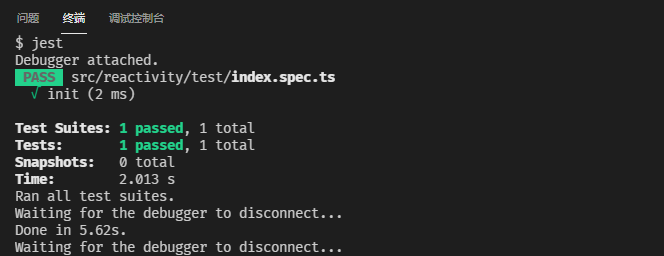 问题 终端 调试控制台
$ jest
Debugger attached.
PASS src/reactivity/test/index.spec.ts
√ init (2 ms)
Test Suites: 1 passed, 1 total
Tests: 1 passed, 1 total
Snapshots: 0 total
Time: 2.013 s
Ran all test suites.
Waiting for the debugger to disconnect...
Done in 5.62s.
Waiting for the debugger to disconnect...